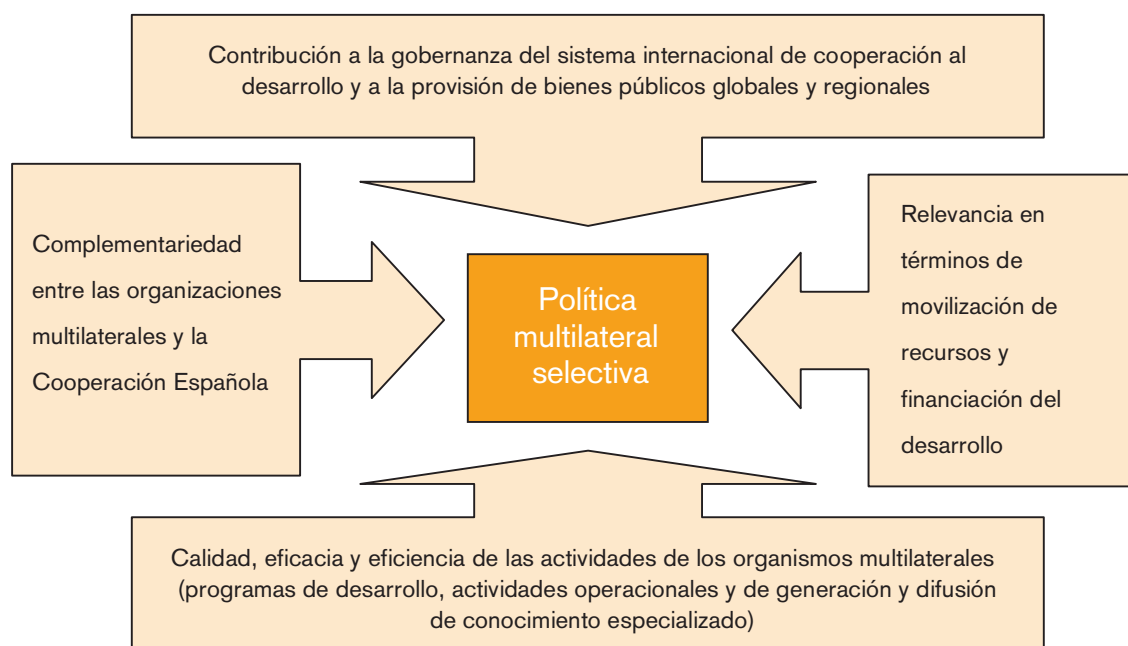 Contribución a la gobernanza del sistema internacional de cooperación al
desarrollo y a la provisión de bienes públicos globales y regionales
Complementariedad
entre las organizaciones
multilaterales y la
Cooperación Española
Política
multilateral
selectiva
Relevancia en
términos de
movilización de
recursos y
financiación del
desarrollo
Calidad, eficacia y eficiencia de las actividades de los organismos multilaterales
(programas de desarrollo, actividades operacionales y de generación y difusión
de conocimiento especializado)